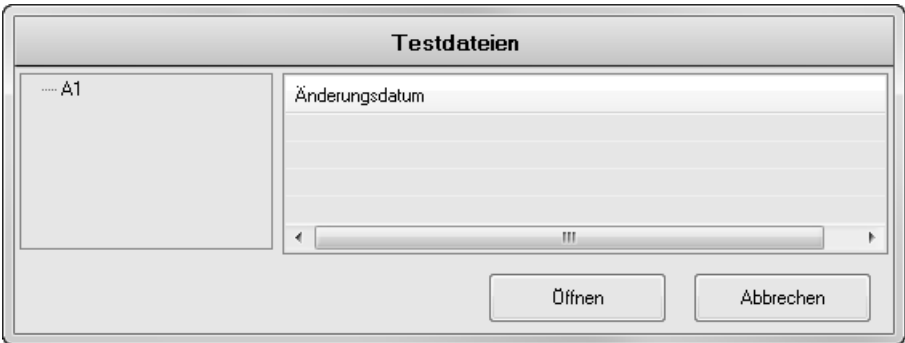 Testdateien
A1
Änderungsdatum
Öffnen
Abbrechen